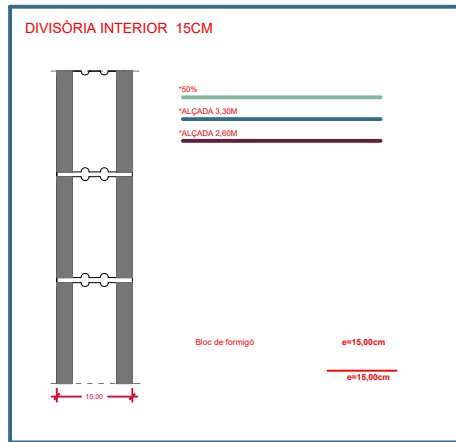 DIVISÒRIA INTERIOR 15CM
*50%
*ALÇADA 3,30M
*ALÇADA 2,60M
Bloc de formigó e=15,00cm
e=15,00cm
15.00